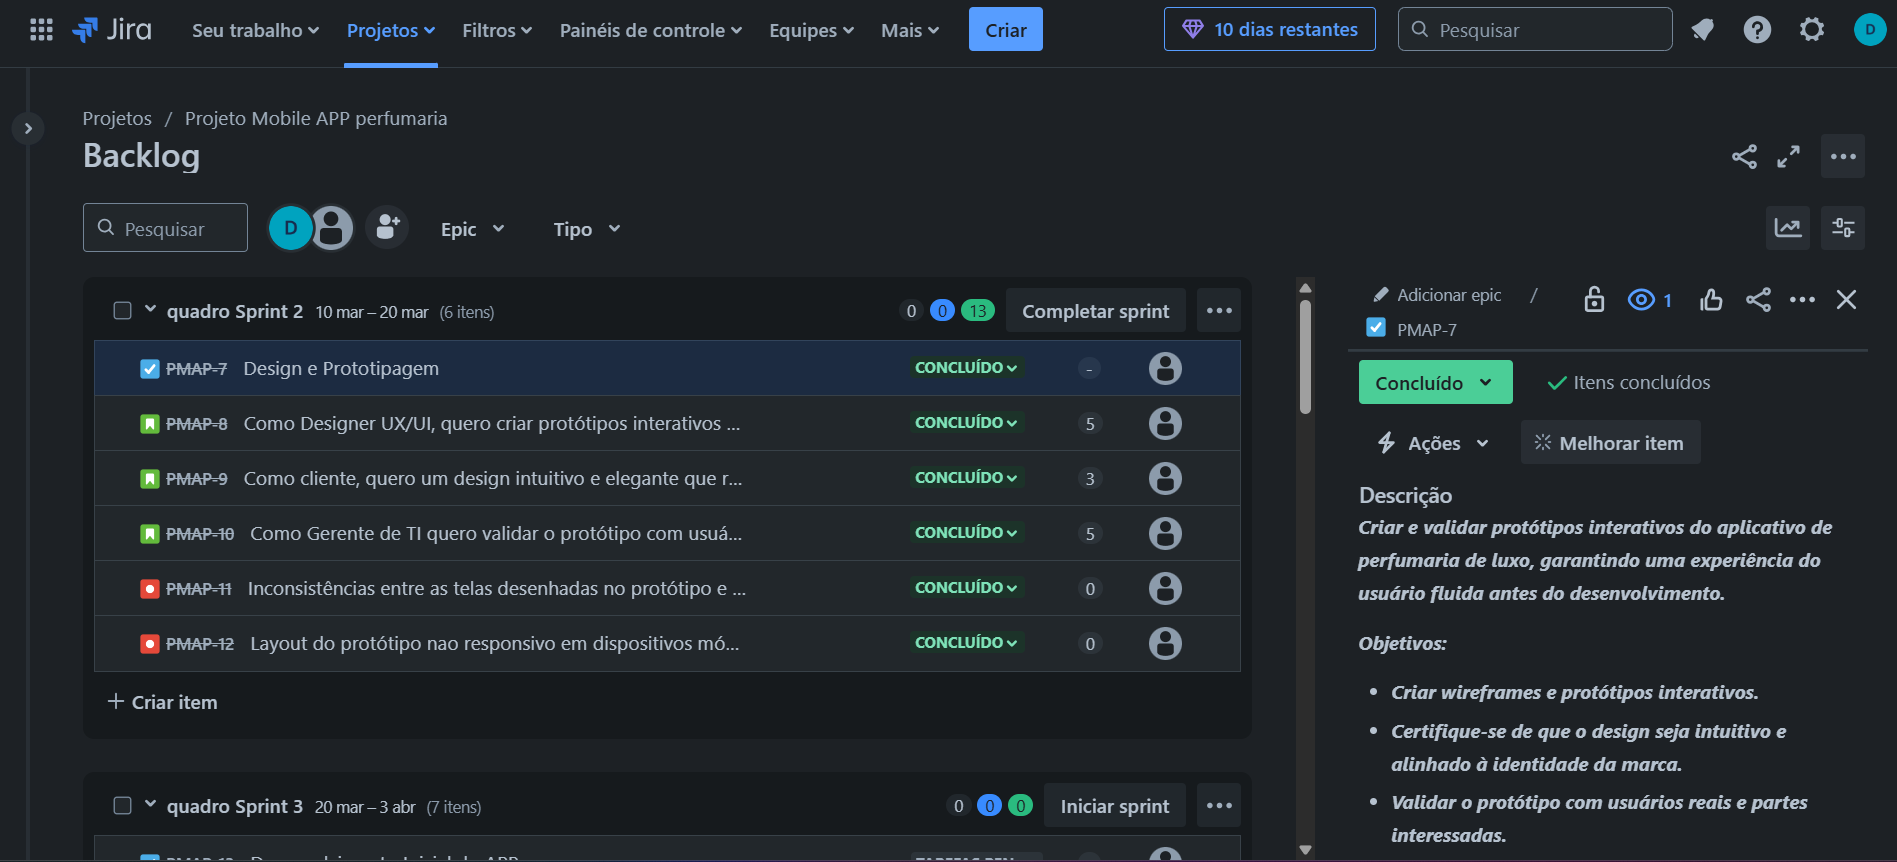 Jira Seu trabalho Projetos Filtros Painéis de controle Equipes Mais Criar 10 dias restantes Pesquisar D
Projetos / Projeto Mobile APP perfumaria
Backlog
Pesquisar D Epic Tipo
quadro Sprint 2 10 mar – 20 mar (6 itens) 0 0 13 Completar sprint
PMAP-7 Design e Prototipagem CONCLUÍDO -
PMAP-8 Como Designer UX/UI, quero criar protótipos interativos ... CONCLUÍDO 5
PMAP-9 Como cliente, quero um design intuitivo e elegante que r... CONCLUÍDO 3
PMAP-10 Como Gerente de TI quero validar o protótipo com usuá... CONCLUÍDO 5
PMAP-11 Inconsistências entre as telas desenhadas no protótipo e ... CONCLUÍDO 0
PMAP-12 Layout do protótipo nao responsivo em dispositivos mó... CONCLUÍDO 0
+ Criar item
quadro Sprint 3 20 mar – 3 abr (7 itens) 0 0 0 Iniciar sprint
Adicionar epic / 1
PMAP-7
Concluído Itens concluídos
Ações Melhorar item
Descrição
Criar e validar protótipos interativos do aplicativo de
perfumaria de luxo, garantindo uma experiência do
usuário fluida antes do desenvolvimento.
Objetivos:
• Criar wireframes e protótipos interativos.
• Certifique-se de que o design seja intuitivo e
alinhado à identidade da marca.
• Validar o protótipo com usuários reais e partes
interessadas.